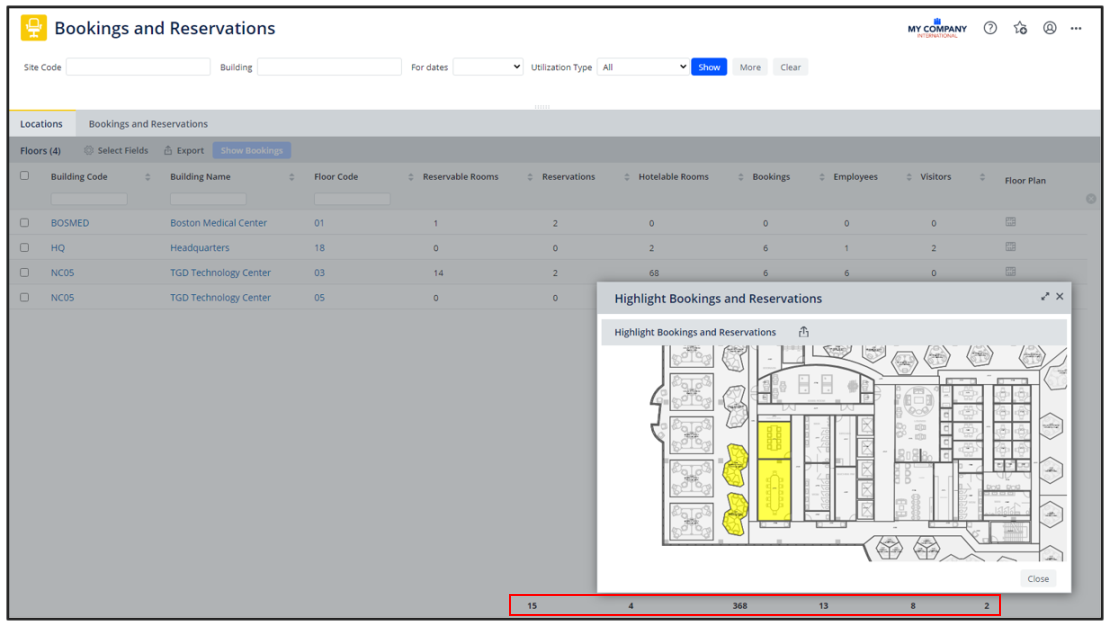 Bookings and Reservations
MY COMPANY
INTERNATIONAL
Site Code Building For dates Utilization Type All Show More Clear
Locations Bookings and Reservations
Floors (4) Select Fields Export Show Bookings
Building Code Building Name Floor Code Reservable Rooms Reservations Hotelable Rooms Bookings Employees Visitors Floor Plan
BOSMED Boston Medical Center 01 1 2 0 0 0 0
HQ Headquarters 18 0 0 2 6 1 2
NC05 TGD Technology Center 03 14 2 68 6 6 0
NC05 TGD Technology Center 05 0 0
Highlight Bookings and Reservations
Highlight Bookings and Reservations
Close
15 4 368 13 8 2